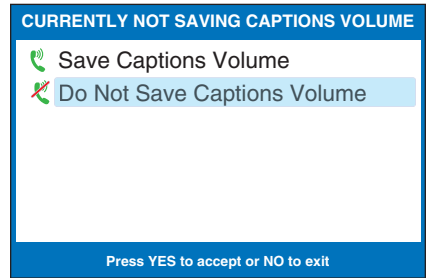 CURRENTLY NOT SAVING CAPTIONS VOLUME
Save Captions Volume
Do Not Save Captions Volume
Press YES to accept or NO to exit